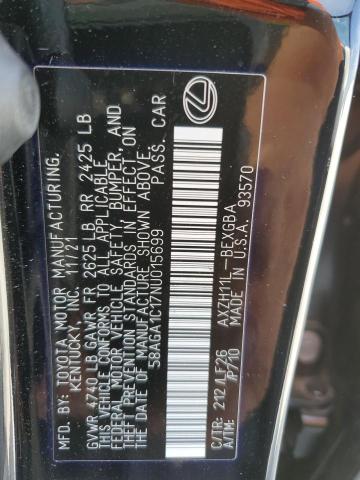 MFD. BY: TOYOTA MOTOR MANUFACTURING,
KENTUCKY, INC. 11/21
GVWR 4740 LB GAWR FR 2625 LB RR 2425 LB
THIS VEHICLE CONFORMS TO ALL APPLICABLE
FEDERAL MOTOR VEHICLE SAFETY, BUMPER, AND
THEFT PREVENTION STANDARDS IN EFFECT ON
THE DATE OF MANUFACTURE SHOWN ABOVE.
58AGA1C17NU015699 PASS. CAR
C/TR: 212 /LF26 AXZH11L-BEXGBA
A/TM: /P710 MADE IN U.S.A. 93570